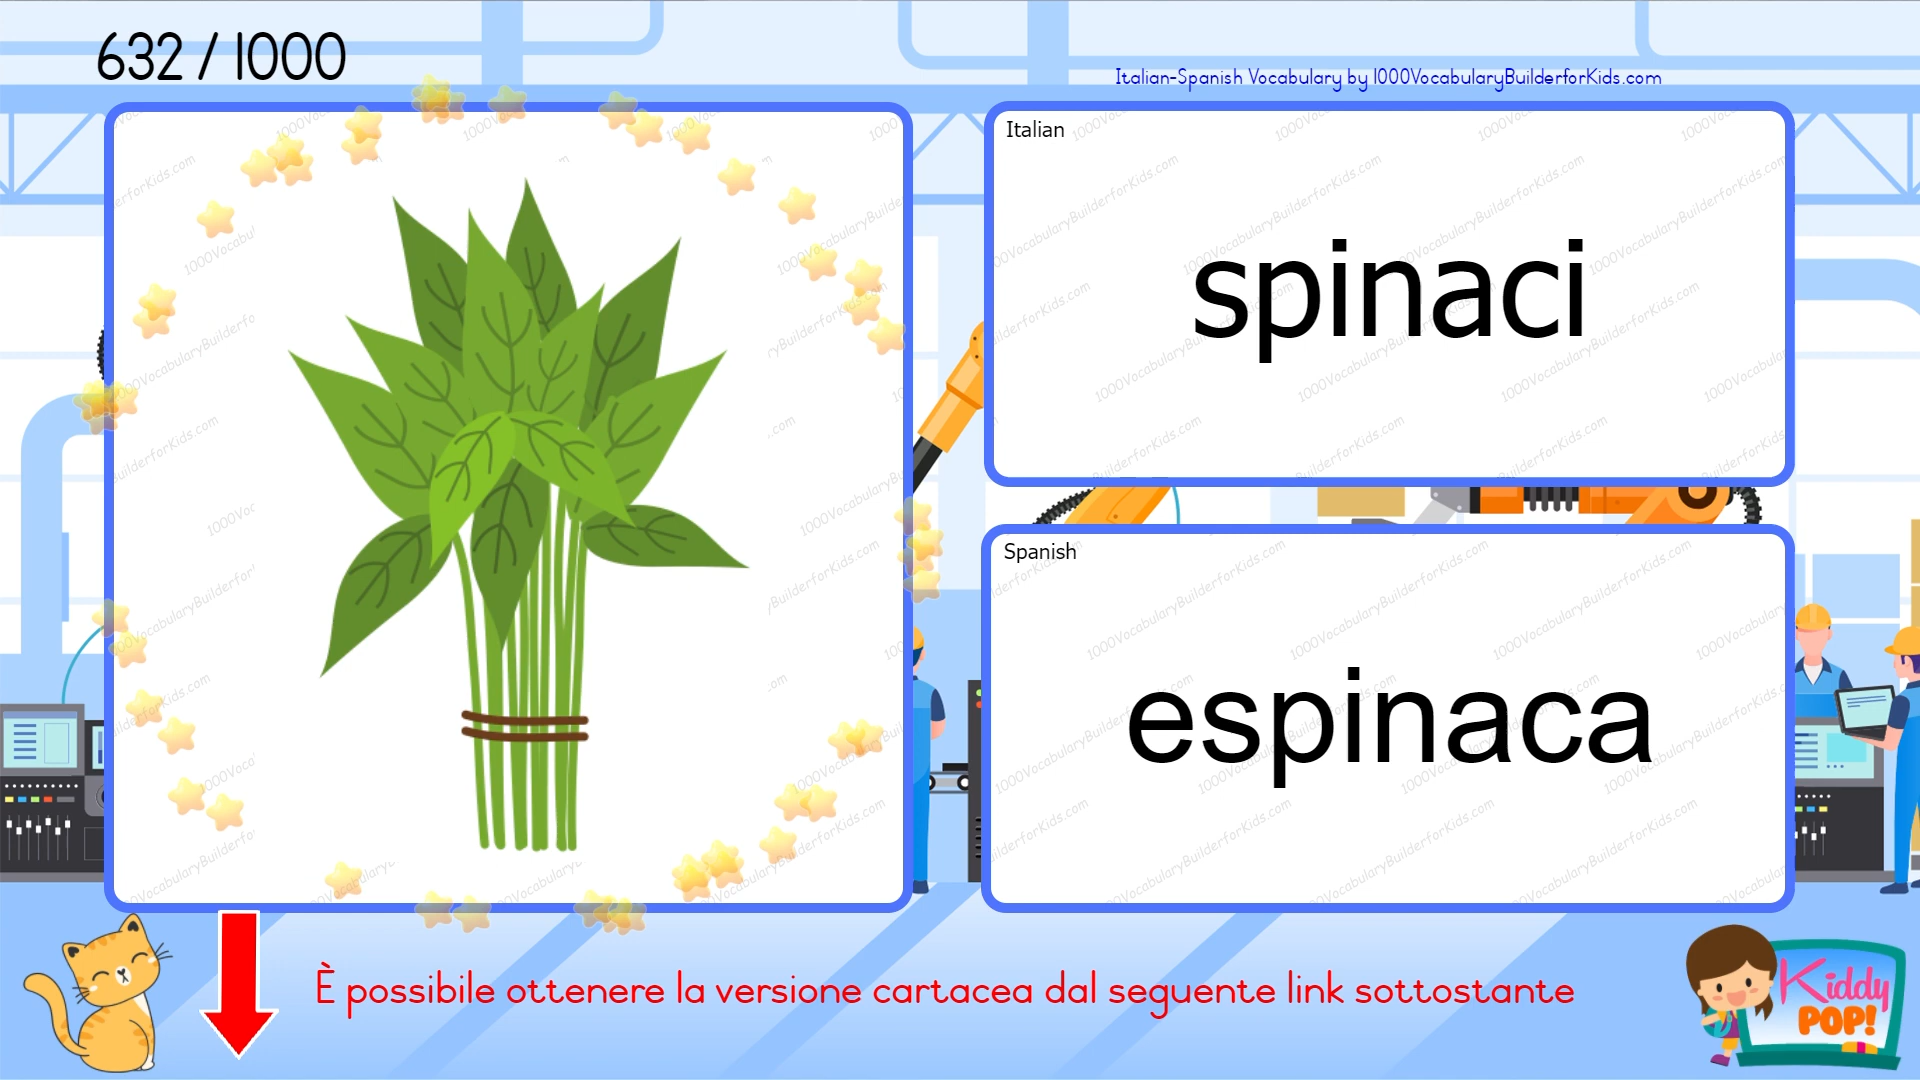 632 / 1000
Italian-Spanish Vocabulary by 1000VocabularyBuilderforKids.com
Italian
spinaci
Spanish
espinaca
È possibile ottenere la versione cartacea dal seguente link sottostante
Kiddy
POP!